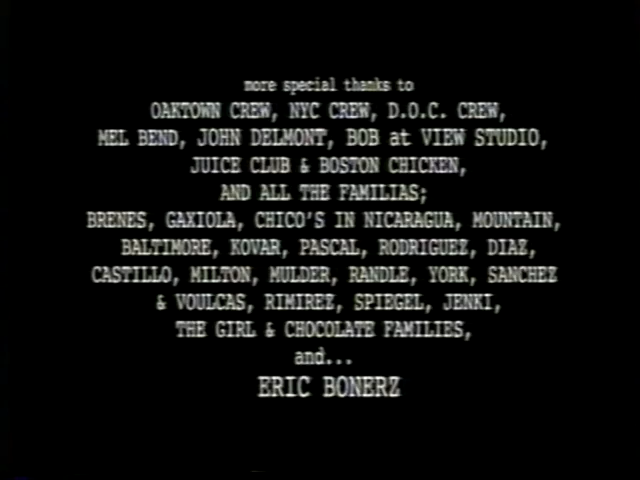 more special thanks to
OAKTOWN CREW, NYC CREW, D.O.C. CREW,
MEL BEND, JOHN DELMONT, BOB at VIEW STUDIO,
JUICE CLUB & BOSTON CHICKEN,
AND ALL THE FAMILIAS;
BRENES, GAXIOLA, CHICO'S IN NICARAGUA, MOUNTAIN,
BALTIMORE, KOVAR, PASCAL, RODRIGUEZ, DIAZ,
CASTILLO, MILTON, MULDER, RANDLE, YORK, SANCHEZ
& VOULCAS, RIMIREZ, SPIEGEL, JENKI,
THE GIRL & CHOCOLATE FAMILIES,
and...
ERIC BONERZ